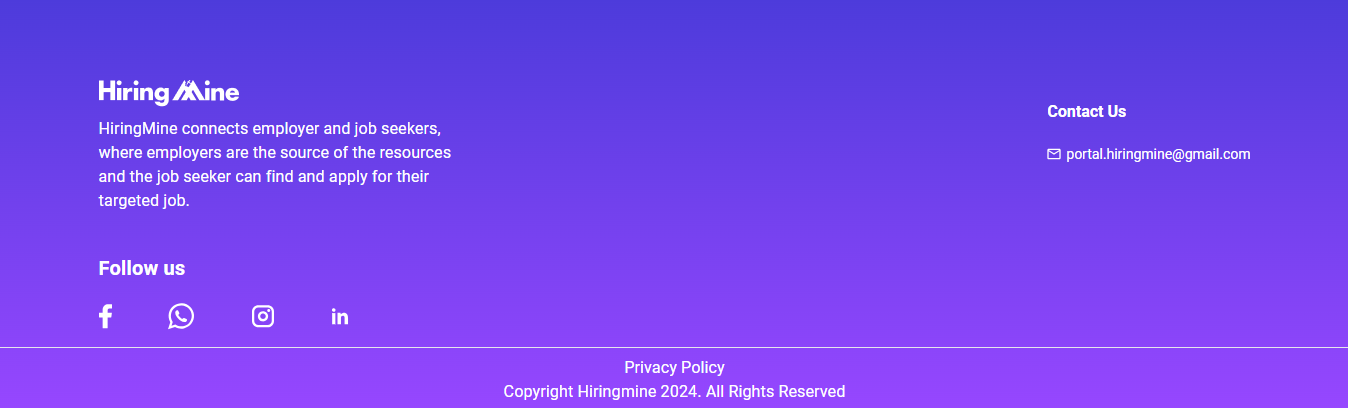 Hiring Mine
HiringMine connects employer and job seekers,
where employers are the source of the resources
and the job seeker can find and apply for their
targeted job.
Follow us
Contact Us
portal.hiringmine@gmail.com
Privacy Policy
Copyright Hiringmine 2024. All Rights Reserved